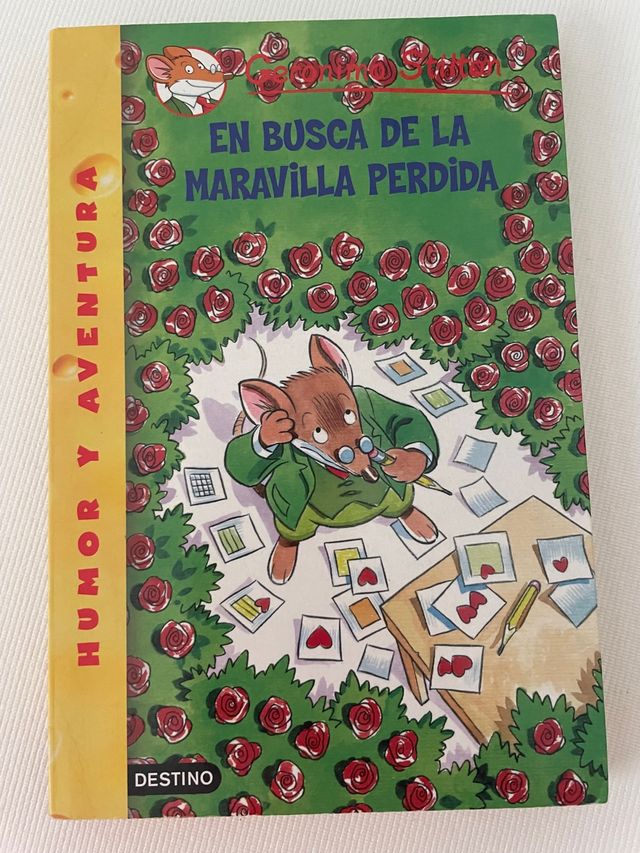 Geronimo Stilton
EN BUSCA DE LA
MARAVILLA PERDIDA
HUMOR Y AVENTURA
DESTINO